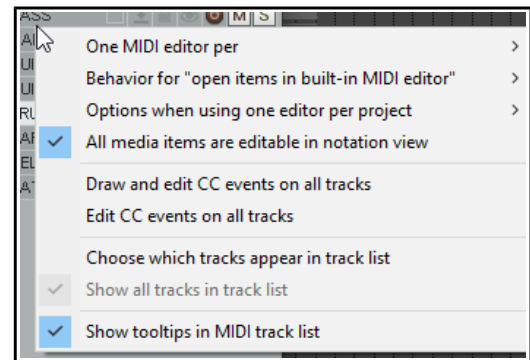 ASS M S
One MIDI editor per
Behavior for "open items in built-in MIDI editor"
Options when using one editor per project
All media items are editable in notation view
Draw and edit CC events on all tracks
Edit CC events on all tracks
Choose which tracks appear in track list
Show all tracks in track list
Show tooltips in MIDI track list